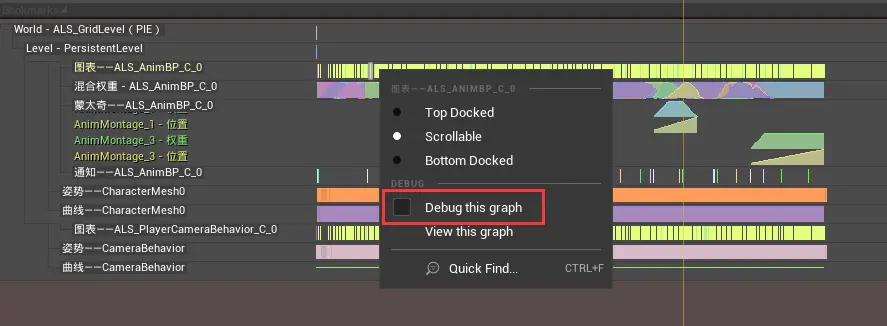 Bookmarks
World - ALS_GridLevel ( PIE )
Level - PersistentLevel
图表——ALS_AnimBP_C_0
混合权重 - ALS_AnimBP_C_0
蒙太奇——ALS_AnimBP_C_0
AnimMontage_1 - 位置
AnimMontage_3 - 权重
AnimMontage_3 - 位置
通知——ALS_AnimBP_C_0
姿势——CharacterMesh0
曲线——CharacterMesh0
图表——ALS_PlayerCameraBehavior_C_0
姿势——CameraBehavior
曲线——CameraBehavior
图表——ALS_ANIMBP_C_0
Top Docked
Scrollable
Bottom Docked
DEBUG
Debug this graph
View this graph
Quick Find... CTRL+F